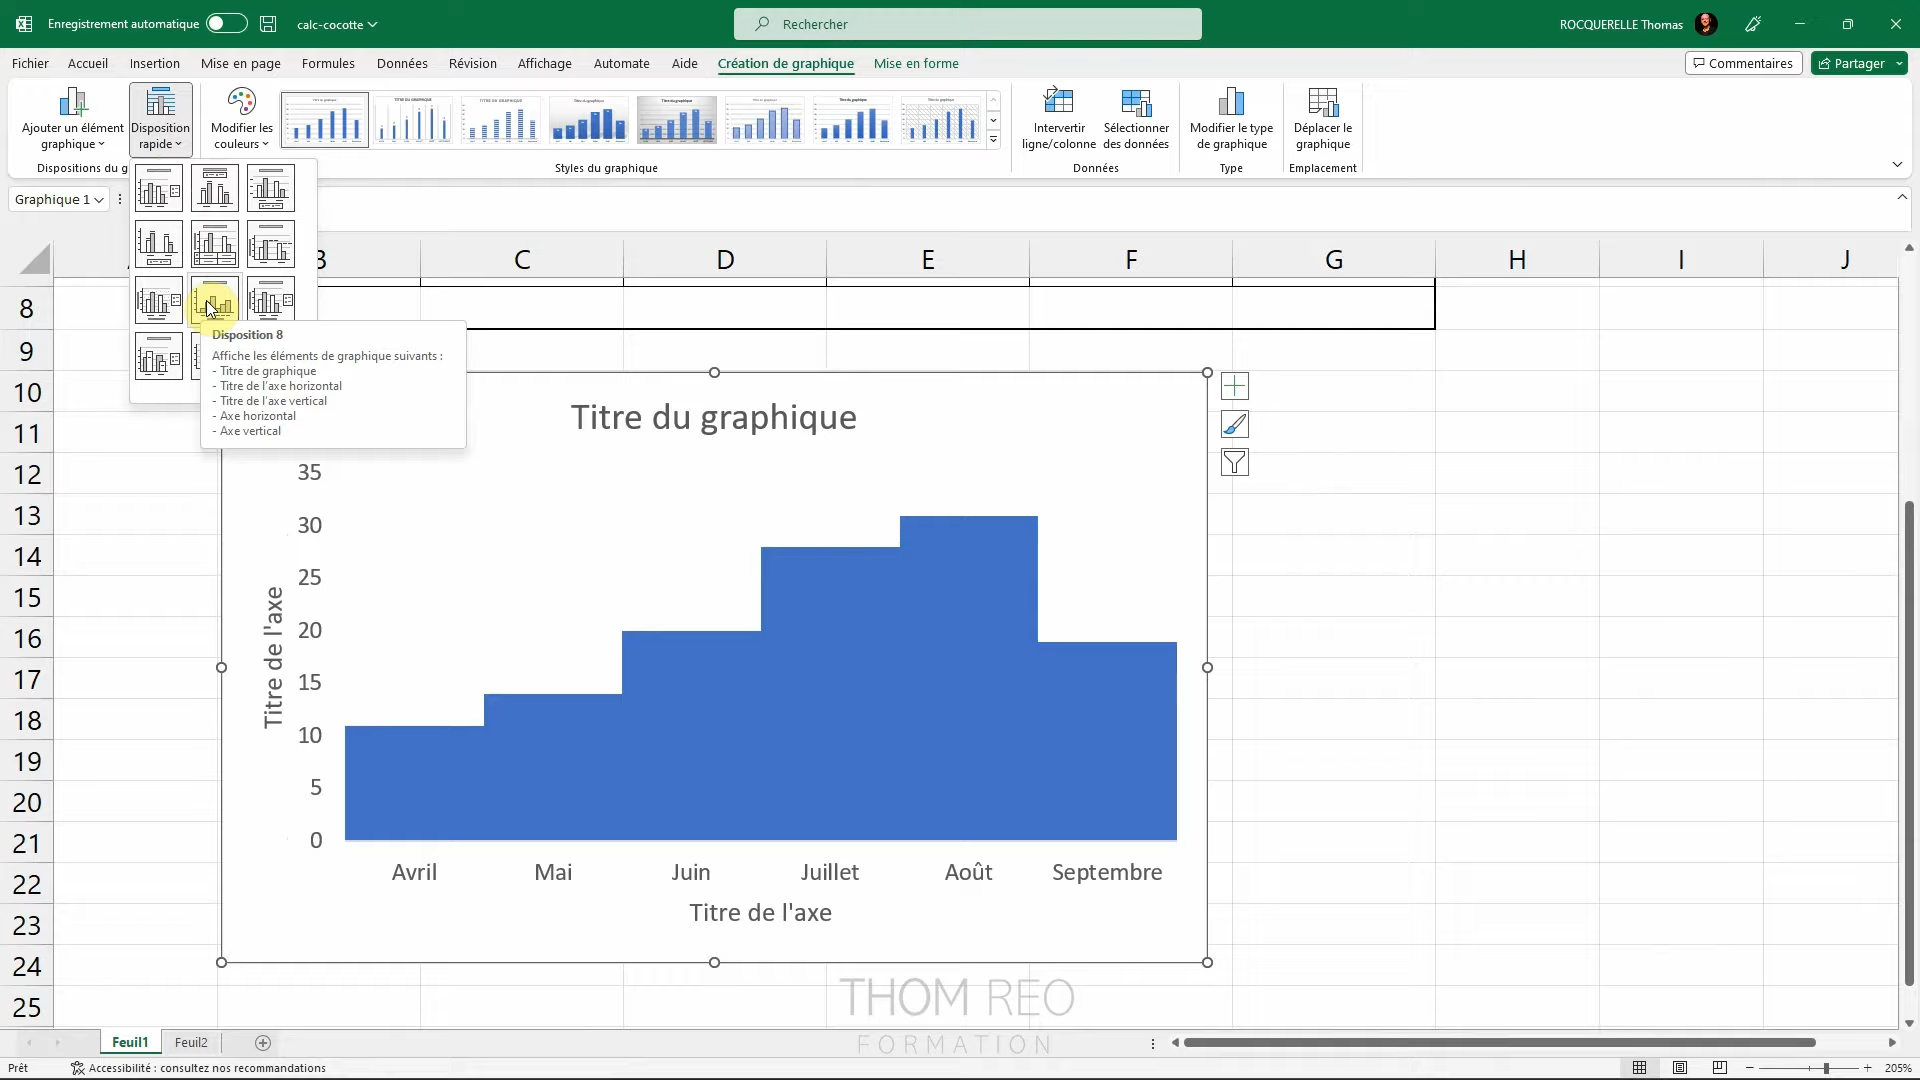 Enregistrement automatique
calc-cocotte
Rechercher
ROCQUERELLE Thomas
Fichier Accueil Insertion Mise en page Formules Données Révision Affichage Automate Aide Création de graphique Mise en forme
Commentaires
Partager
Ajouter un élément
graphique
Disposition
rapide
Modifier les
couleurs
Intervertir
ligne/colonne
Sélectionner
des données
Modifier le type
de graphique
Déplacer le
graphique
Dispositions du g
Styles du graphique
Données
Type
Emplacement
Graphique 1
B C D E F G H I J
8
9
10
11
12
13
14
15
16
17
18
19
20
21
22
23
24
25
Disposition 8
Affiche les éléments de graphique suivants :
- Titre de graphique
- Titre de l'axe horizontal
- Titre de l'axe vertical
- Axe horizontal
- Axe vertical
Titre du graphique
35
30
25
20
15
10
5
0
Titre de l'axe
Avril Mai Juin Juillet Août Septembre
Titre de l'axe
THOM REO
FORMATION
Feuil1 Feuil2
Prêt
Accessibilité : consultez nos recommandations
205%